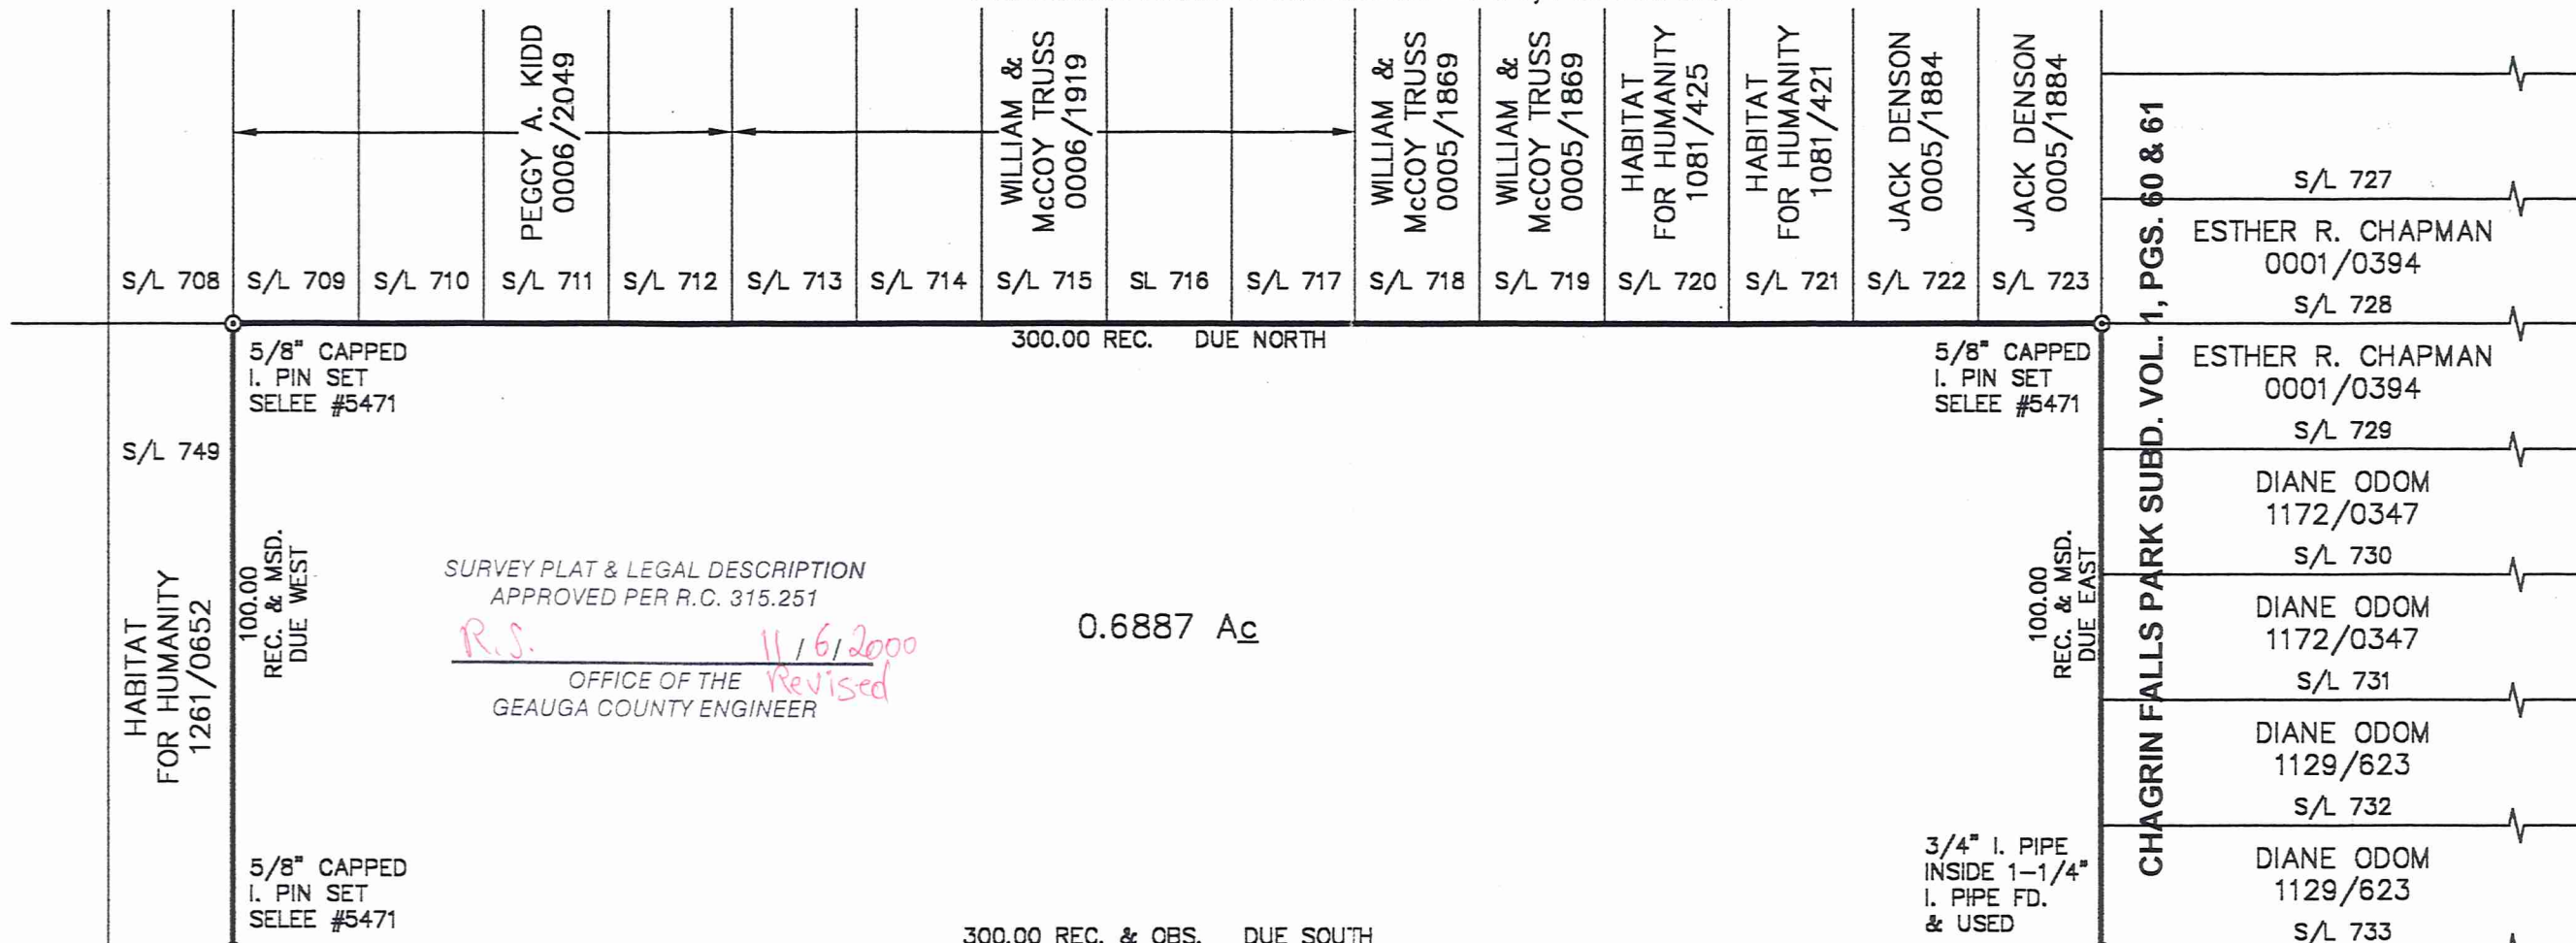 PEGGY A. KIDD
0006/2049
WILLIAM &
McCOY TRUSS
0006/1919
WILLIAM &
McCOY TRUSS
0005/1869
WILLIAM &
McCOY TRUSS
0005/1869
HABITAT
FOR HUMANITY
1081/425
HABITAT
FOR HUMANITY
1081/421
JACK DENSON
0005/1884
JACK DENSON
0005/1884
S/L 708
S/L 709
S/L 710
S/L 711
S/L 712
S/L 713
S/L 714
S/L 715
SL 716
S/L 717
S/L 718
S/L 719
S/L 720
S/L 721
S/L 722
S/L 723
300.00 REC. DUE NORTH
5/8" CAPPED
I. PIN SET
SELEE #5471
5/8" CAPPED
I. PIN SET
SELEE #5471
S/L 749
HABITAT
FOR HUMANITY
1261/0652
100.00
REC. & MSD.
DUE WEST
SURVEY PLAT & LEGAL DESCRIPTION
APPROVED PER R.C. 315.251
R.S. 11/6/2000
OFFICE OF THE Revised
GEAUGA COUNTY ENGINEER
0.6887 Ac
100.00
REC. & MSD.
DUE EAST
5/8" CAPPED
I. PIN SET
SELEE #5471
3/4" I. PIPE
INSIDE 1-1/4"
I. PIPE FD.
& USED
300.00 REC. & OBS. DUE SOUTH
CHAGRIN FALLS PARK SUBD. VOL. 1, PGS. 60 & 61
S/L 727
ESTHER R. CHAPMAN
0001/0394
S/L 728
ESTHER R. CHAPMAN
0001/0394
S/L 729
DIANE ODOM
1172/0347
S/L 730
DIANE ODOM
1172/0347
S/L 731
DIANE ODOM
1129/623
S/L 732
DIANE ODOM
1129/623
S/L 733